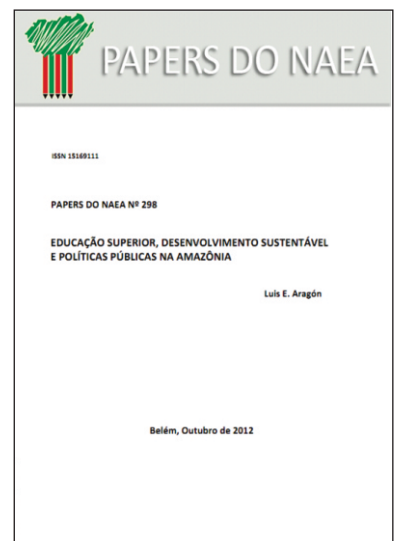 PAPERS DO NAEA
ISSN 15169111
PAPERS DO NAEA Nº 298
EDUCAÇÃO SUPERIOR, DESENVOLVIMENTO SUSTENTÁVEL
E POLÍTICAS PÚBLICAS NA AMAZÔNIA
Luis E. Aragón
Belém, Outubro de 2012